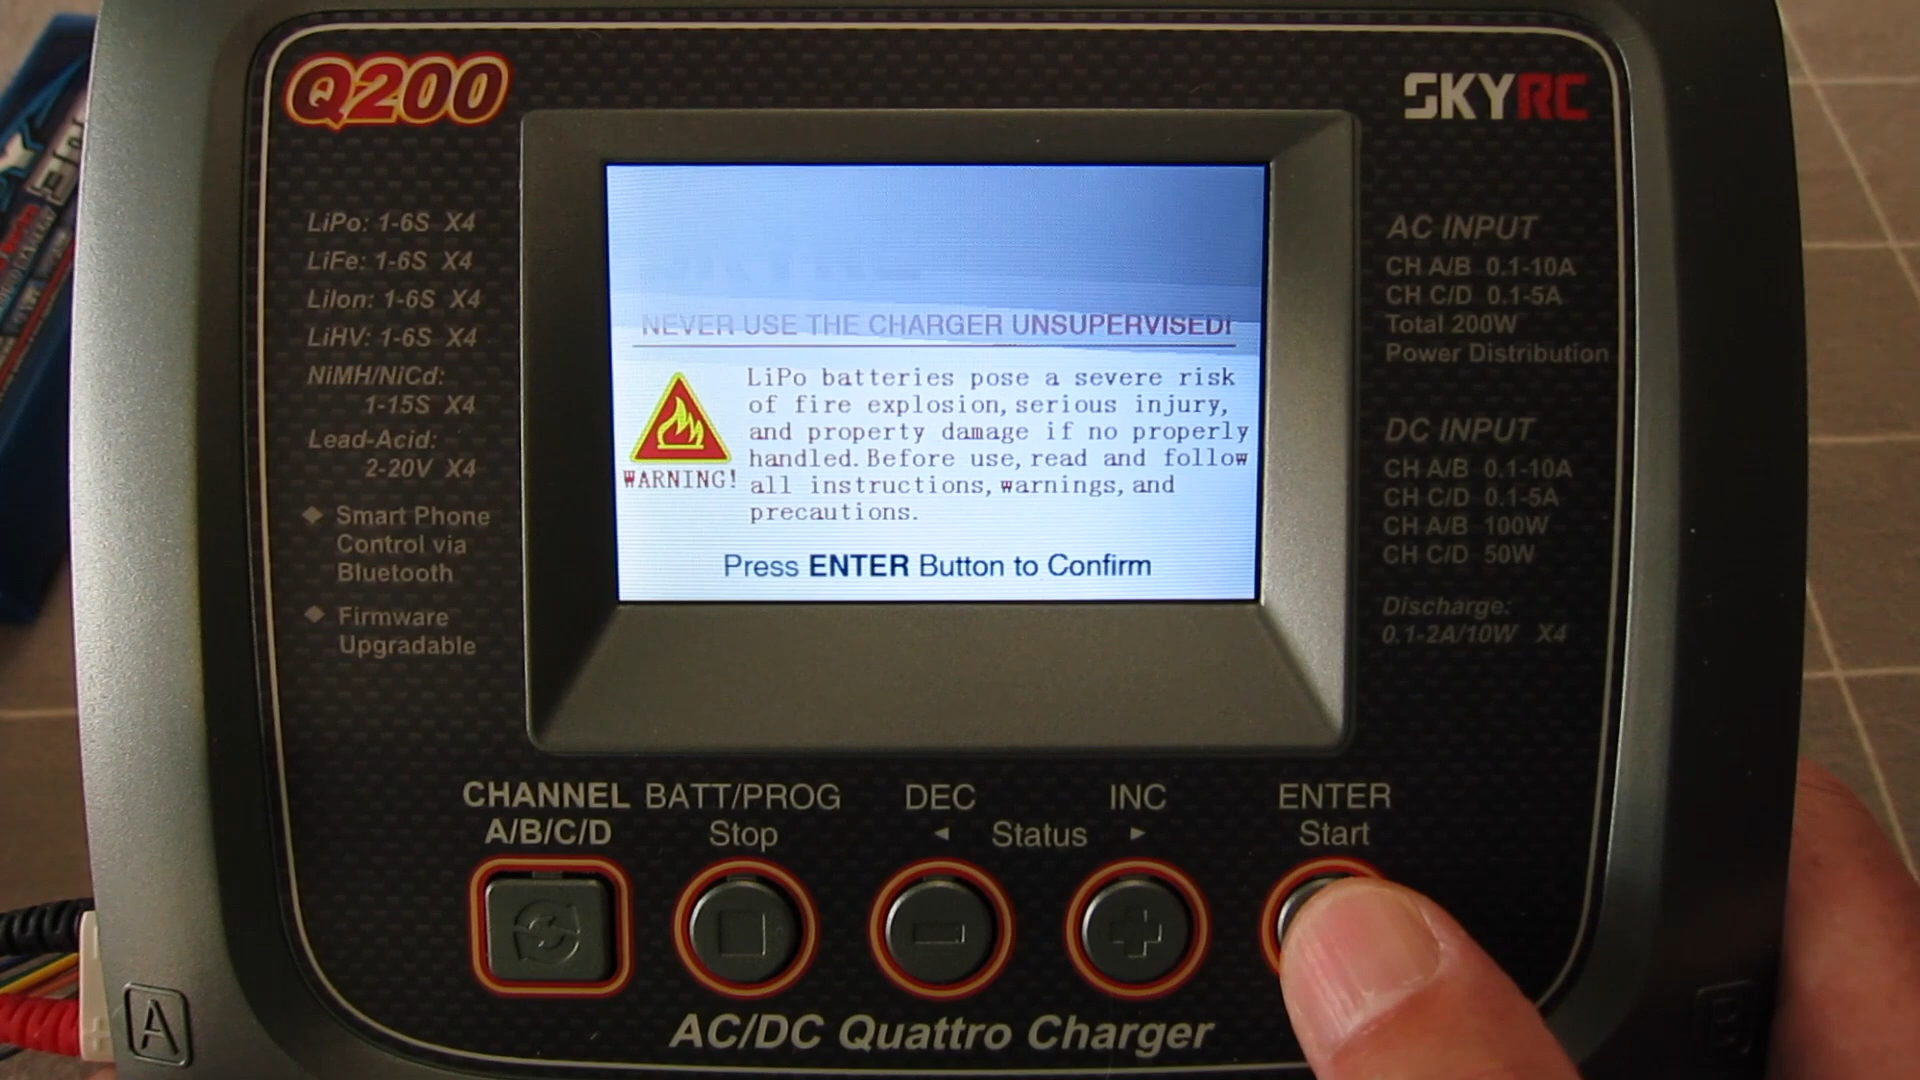 Q200
SKYRC
LiPo: 1-6S X4
LiFe: 1-6S X4
LiIon: 1-6S X4
LiHV: 1-6S X4
NiMH/NiCd:
1-15S X4
Lead-Acid:
2-20V X4
Smart Phone
Control via
Bluetooth
Firmware
Upgradable
NEVER USE THE CHARGER UNSUPERVISED!
WARNING!
LiPo batteries pose a severe risk
of fire explosion, serious injury,
and property damage if no properly
handled. Before use, read and follow
all instructions, warnings, and
precautions.
Press ENTER Button to Confirm
AC INPUT
CH A/B 0.1-10A
CH C/D 0.1-5A
Total 200W
Power Distribution
DC INPUT
CH A/B 0.1-10A
CH C/D 0.1-5A
CH A/B 100W
CH C/D 50W
Discharge:
0.1-2A/10W X4
CHANNEL
A/B/C/D
BATT/PROG
Stop
DEC
INC
Status
ENTER
Start
AC/DC Quattro Charger
A
B